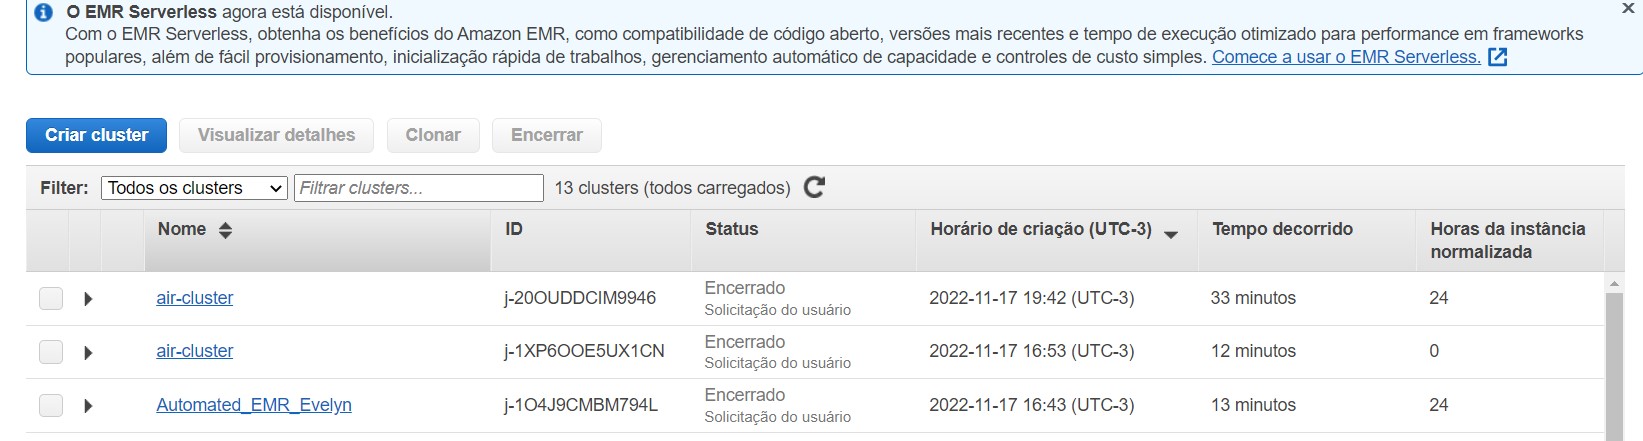 O EMR Serverless agora está disponível.
Com o EMR Serverless, obtenha os benefícios do Amazon EMR, como compatibilidade de código aberto, versões mais recentes e tempo de execução otimizado para performance em frameworks
populares, além de fácil provisionamento, inicialização rápida de trabalhos, gerenciamento automático de capacidade e controles de custo simples. Comece a usar o EMR Serverless.
Criar cluster Visualizar detalhes Clonar Encerrar
Filter: Todos os clusters Filtrar clusters... 13 clusters (todos carregados)
Nome ID Status Horário de criação (UTC-3) Tempo decorrido Horas da instância
normalizada
air-cluster j-20OUDDCIM9946 Encerrado 2022-11-17 19:42 (UTC-3) 33 minutos 24
Solicitação do usuário
air-cluster j-1XP6OOE5UX1CN Encerrado 2022-11-17 16:53 (UTC-3) 12 minutos 0
Solicitação do usuário
Automated_EMR_Evelyn j-1O4J9CMBM794L Encerrado 2022-11-17 16:43 (UTC-3) 13 minutos 24
Solicitação do usuário